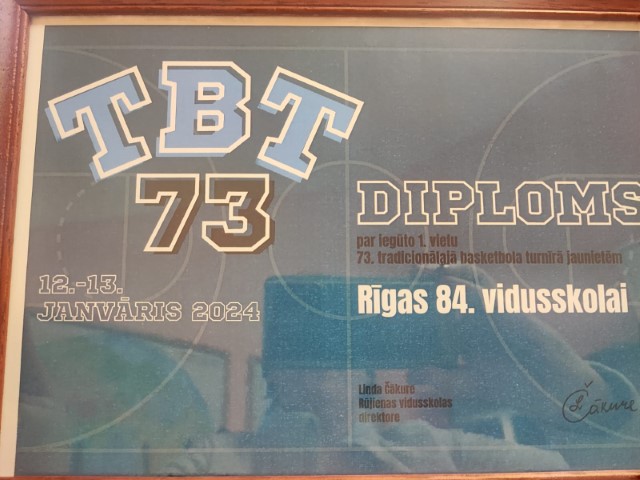 TBT
73
12.-13.
JANVĀRIS 2024
DIPLOMS
par iegūto 1. vietu
73. tradicionālajā basketbola turnīrā jaunietēm
Rīgas 84. vidusskolai
Linda Čākure
Rūjienas vidusskolas
direktore
Čākure